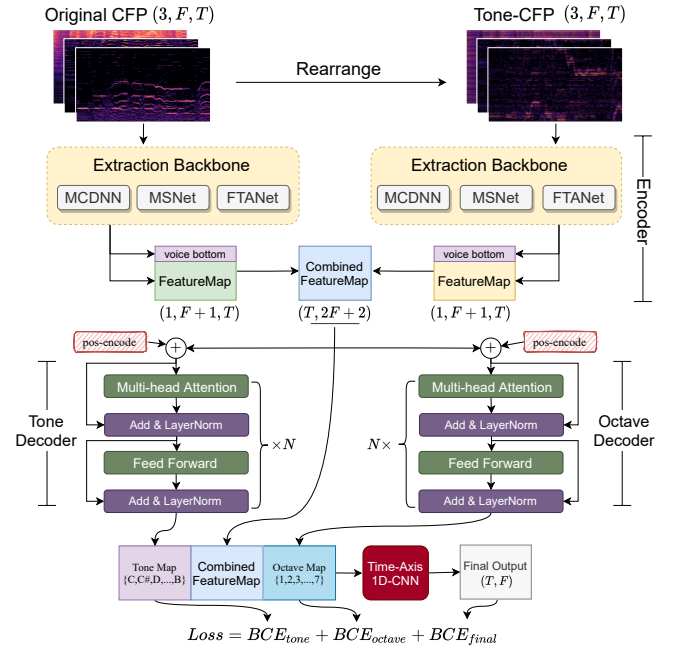 Original CFP (3, F, T)
Tone-CFP (3, F, T)
Rearrange
Extraction Backbone
MCDNN MSNet FTANet
Extraction Backbone
MCDNN MSNet FTANet
Encoder
voice bottom
FeatureMap
(1, F + 1, T)
Combined
FeatureMap
(T, 2F + 2)
voice bottom
FeatureMap
(1, F + 1, T)
pos-encode
+
+
pos-encode
Tone
Decoder
Multi-head Attention
Add & LayerNorm
Feed Forward
Add & LayerNorm
×N
N×
Multi-head Attention
Add & LayerNorm
Feed Forward
Add & LayerNorm
Octave
Decoder
Tone Map
{C,C#,D,...,B}
Combined
FeatureMap
Octave Map
{1,2,3,...,7}
Time-Axis
1D-CNN
Final Output
(T, F)
Loss = BCE_tone + BCE_octave + BCE_final